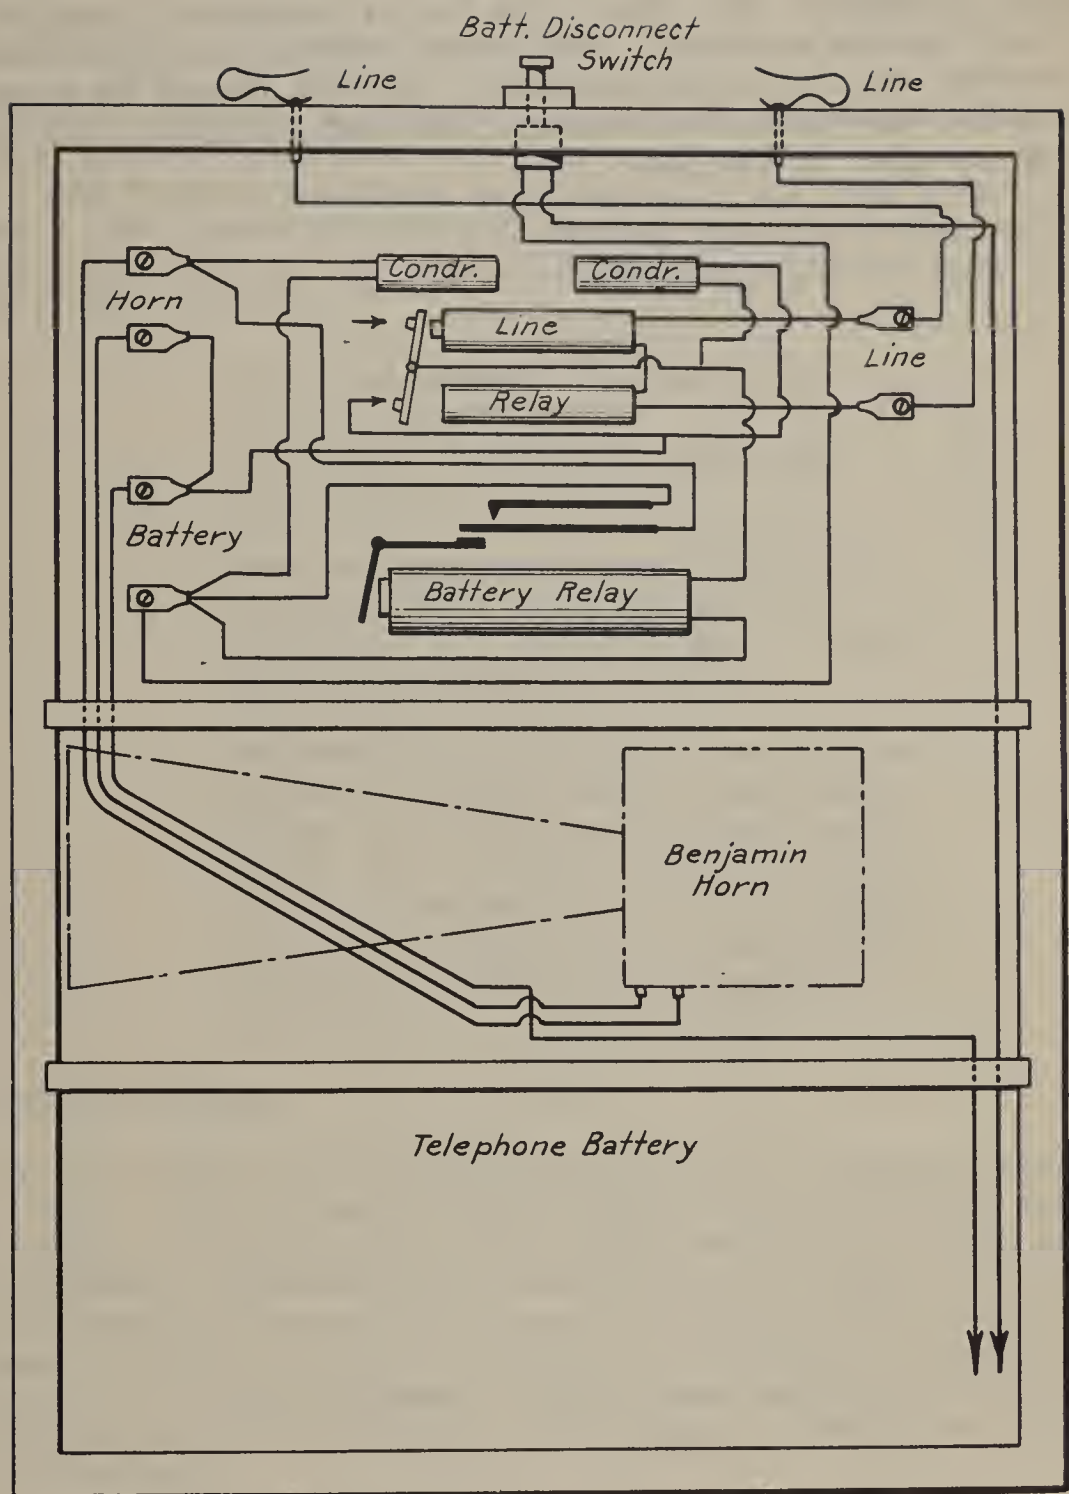 Batt. Disconnect
Switch
Line
Line
Condr.
Condr.
Horn
Line
Line
Relay
Battery
Battery Relay
Benjamin
Horn
Telephone Battery